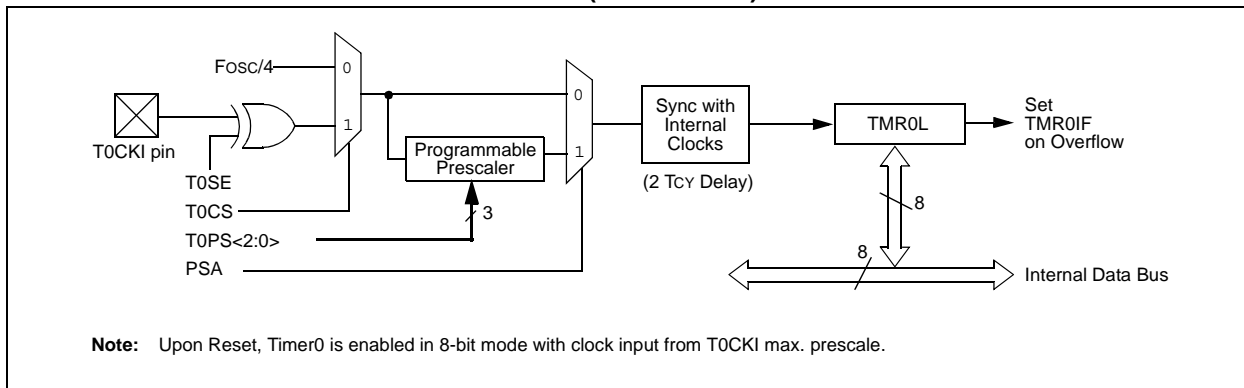 FOSC/4
0
1
T0CKI pin
T0SE
T0CS
T0PS<2:0>
PSA
Programmable
Prescaler
3
0
1
Sync with
Internal
Clocks
(2 TCY Delay)
TMR0L
Set
TMR0IF
on Overflow
8
8
Internal Data Bus
Note: Upon Reset, Timer0 is enabled in 8-bit mode with clock input from T0CKI max. prescale.